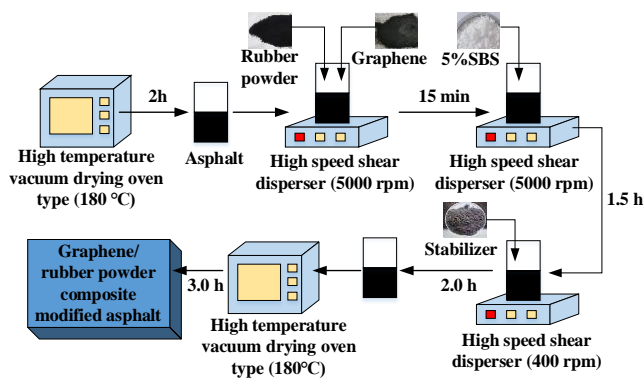 Rubber
powder
Graphene
5%SBS
2h
15 min
Asphalt
High temperature
vacuum drying oven
type (180 °C)
High speed shear
disperser (5000 rpm)
High speed shear
disperser (5000 rpm)
1.5 h
Graphene/
rubber powder
composite
modified asphalt
3.0 h
Stabilizer
2.0 h
High temperature
vacuum drying oven
type (180°C)
High speed shear
disperser (400 rpm)